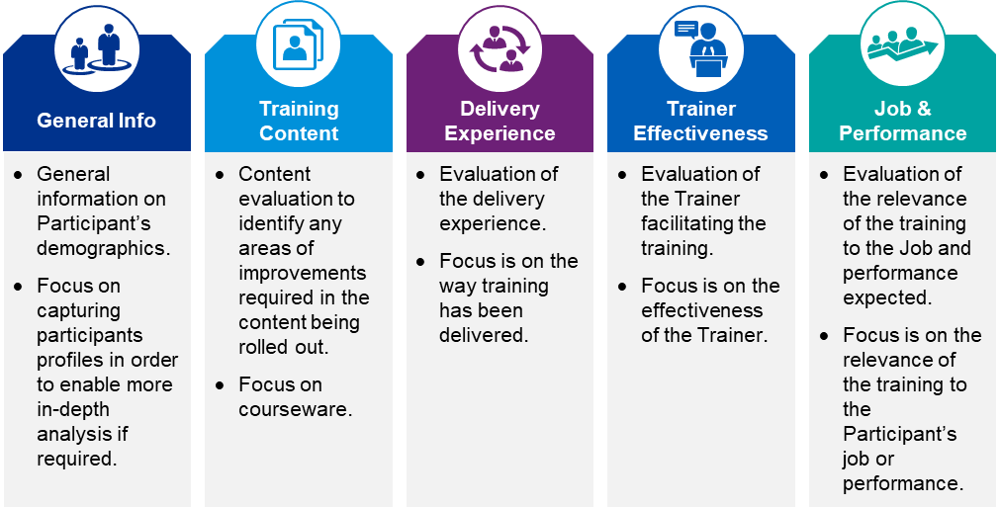 General Info
• General
information on
Participant’s
demographics.
• Focus on
capturing
participants
profiles in order
to enable more
in-depth
analysis if
required.
Training
Content
• Content
evaluation to
identify any
areas of
improvements
required in the
content being
rolled out.
• Focus on
courseware.
Delivery
Experience
• Evaluation of
the delivery
experience.
• Focus is on the
way training
has been
delivered.
Trainer
Effectiveness
• Evaluation of
the Trainer
facilitating the
training.
• Focus is on the
effectiveness
of the Trainer.
Job &
Performance
• Evaluation of
the relevance
of the training
to the Job and
performance
expected.
• Focus is on the
relevance of
the training to
the
Participant’s
job or
performance.